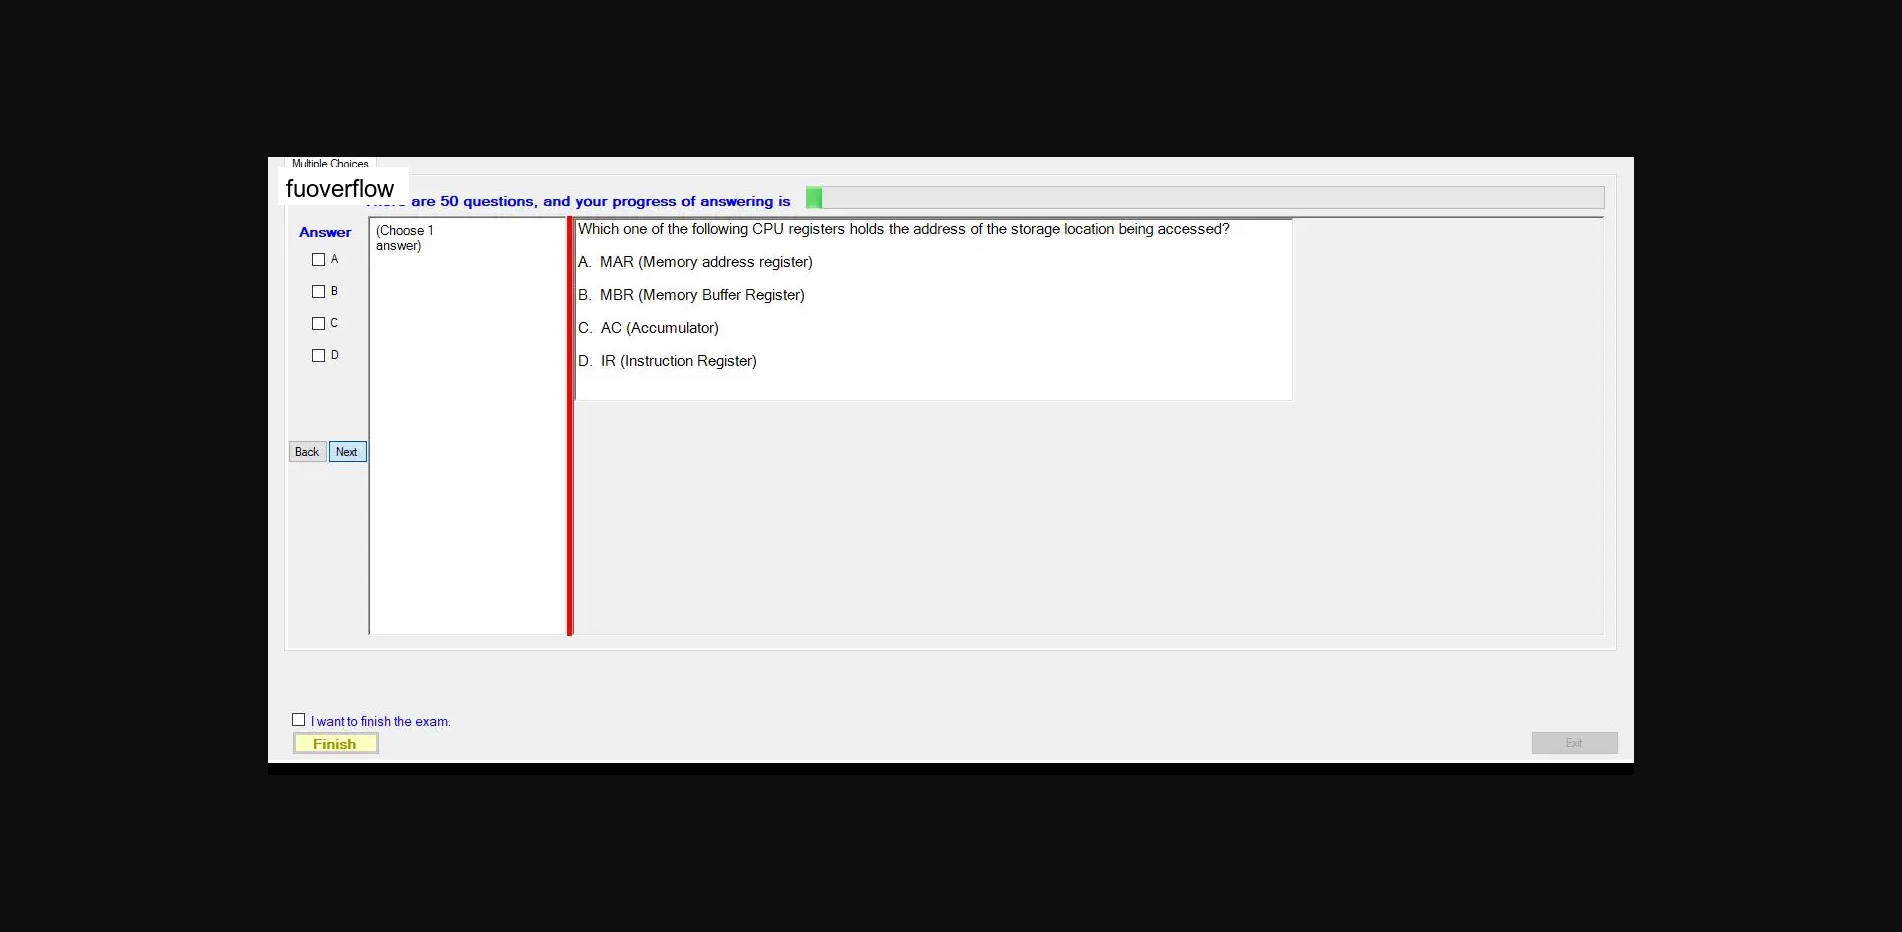 Multiple Choices
fuoverflow
are 50 questions, and your progress of answering is
Answer
(Choose 1
answer)
A
B
C
D
Which one of the following CPU registers holds the address of the storage location being accessed?
A. MAR (Memory address register)
B. MBR (Memory Buffer Register)
C. AC (Accumulator)
D. IR (Instruction Register)
Back Next
I want to finish the exam.
Finish
Exit